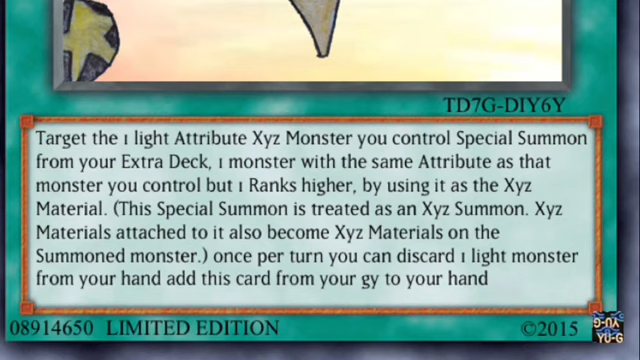 TD7G-DIY6Y
Target the 1 light Attribute Xyz Monster you control Special Summon
from your Extra Deck, 1 monster with the same Attribute as that
monster you control but 1 Ranks higher, by using it as the Xyz
Material. (This Special Summon is treated as an Xyz Summon. Xyz
Materials attached to it also become Xyz Materials on the
Summoned monster.) once per turn you can discard 1 light monster
from your hand add this card from your gy to your hand
08914650 LIMITED EDITION ©2015
YU-G